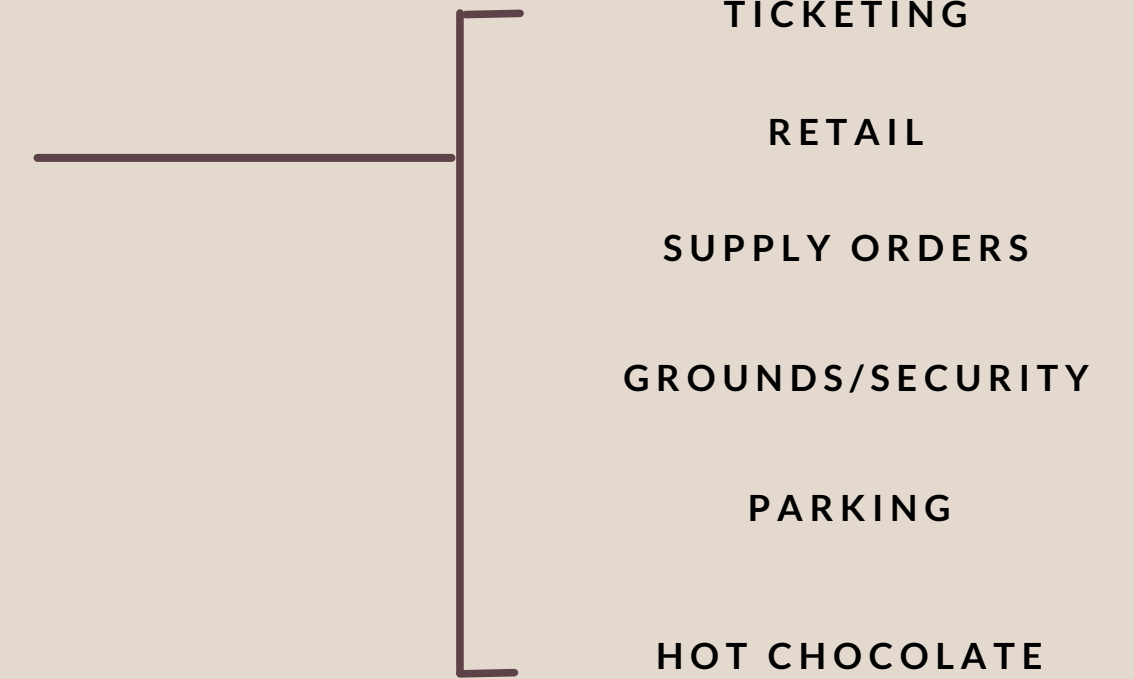 TICKETING
RETAIL
SUPPLY ORDERS
GROUNDS/SECURITY
PARKING
HOT CHOCOLATE